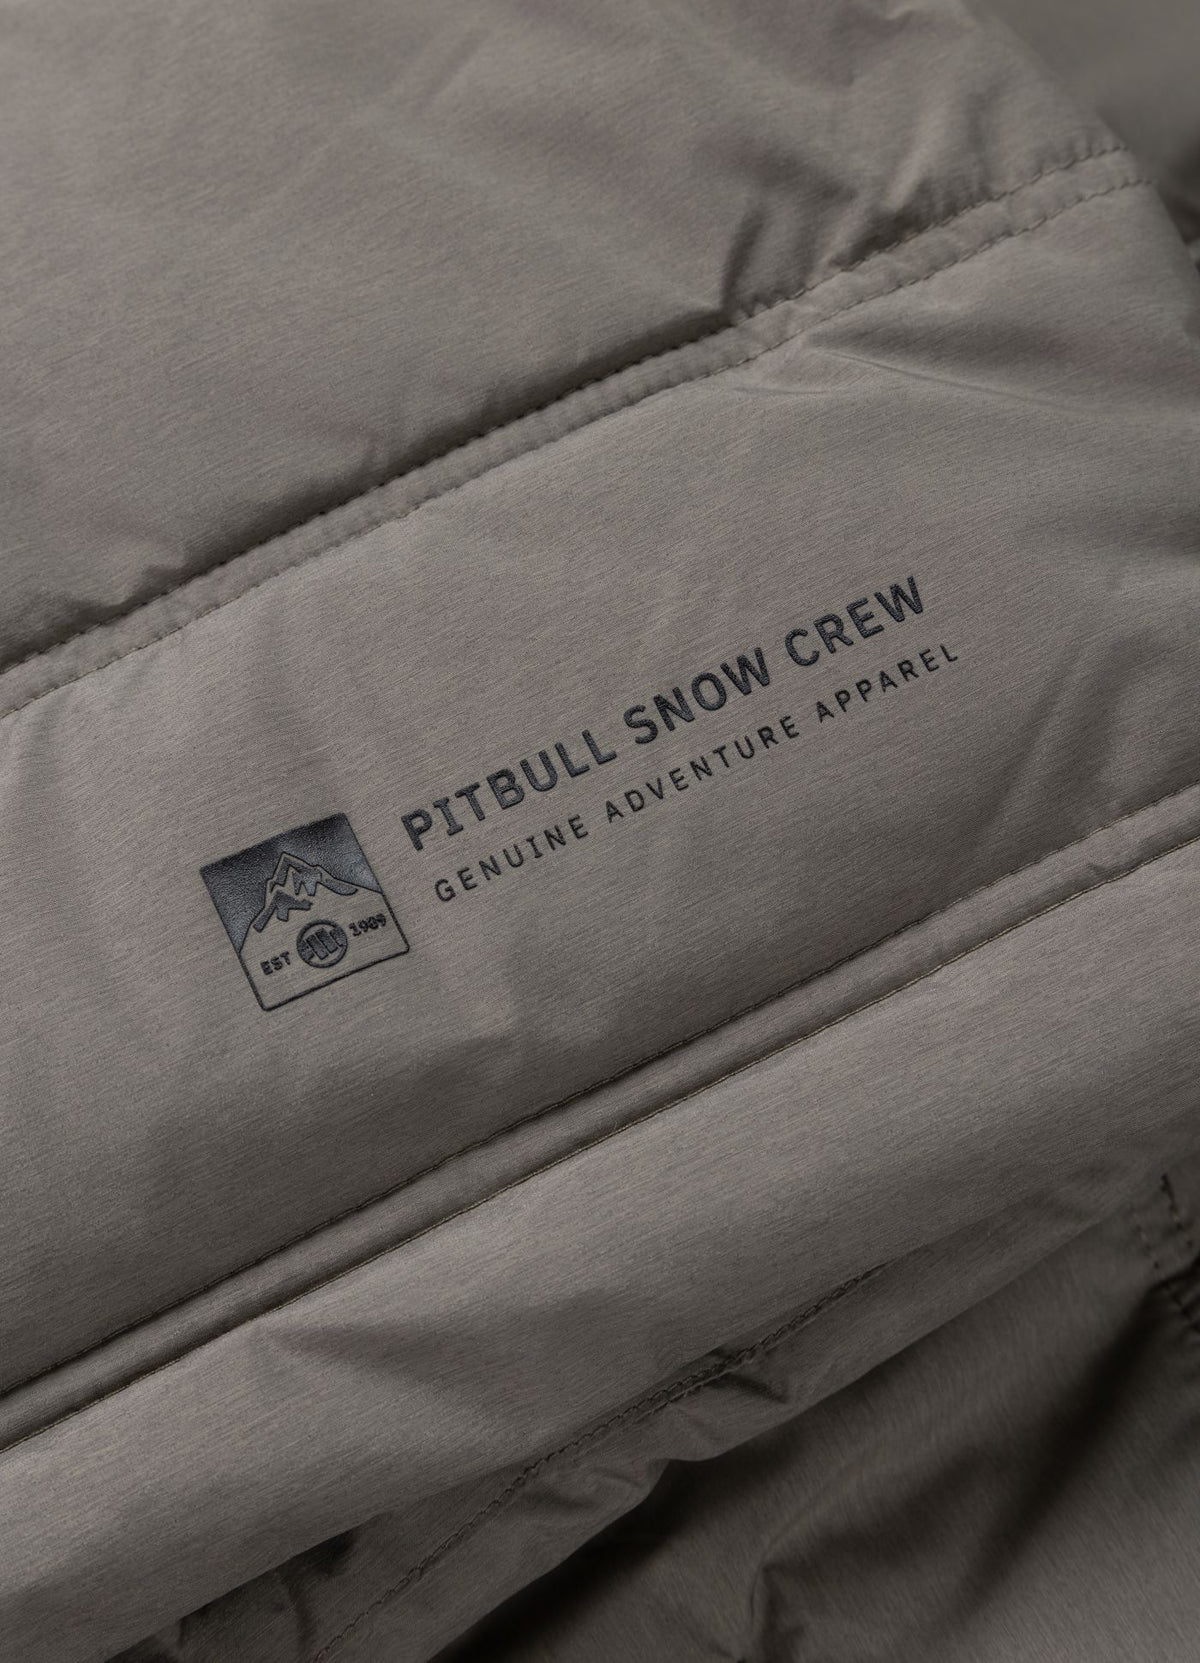 PITBULL SNOW CREW
GENUINE ADVENTURE APPAREL
EST 1989